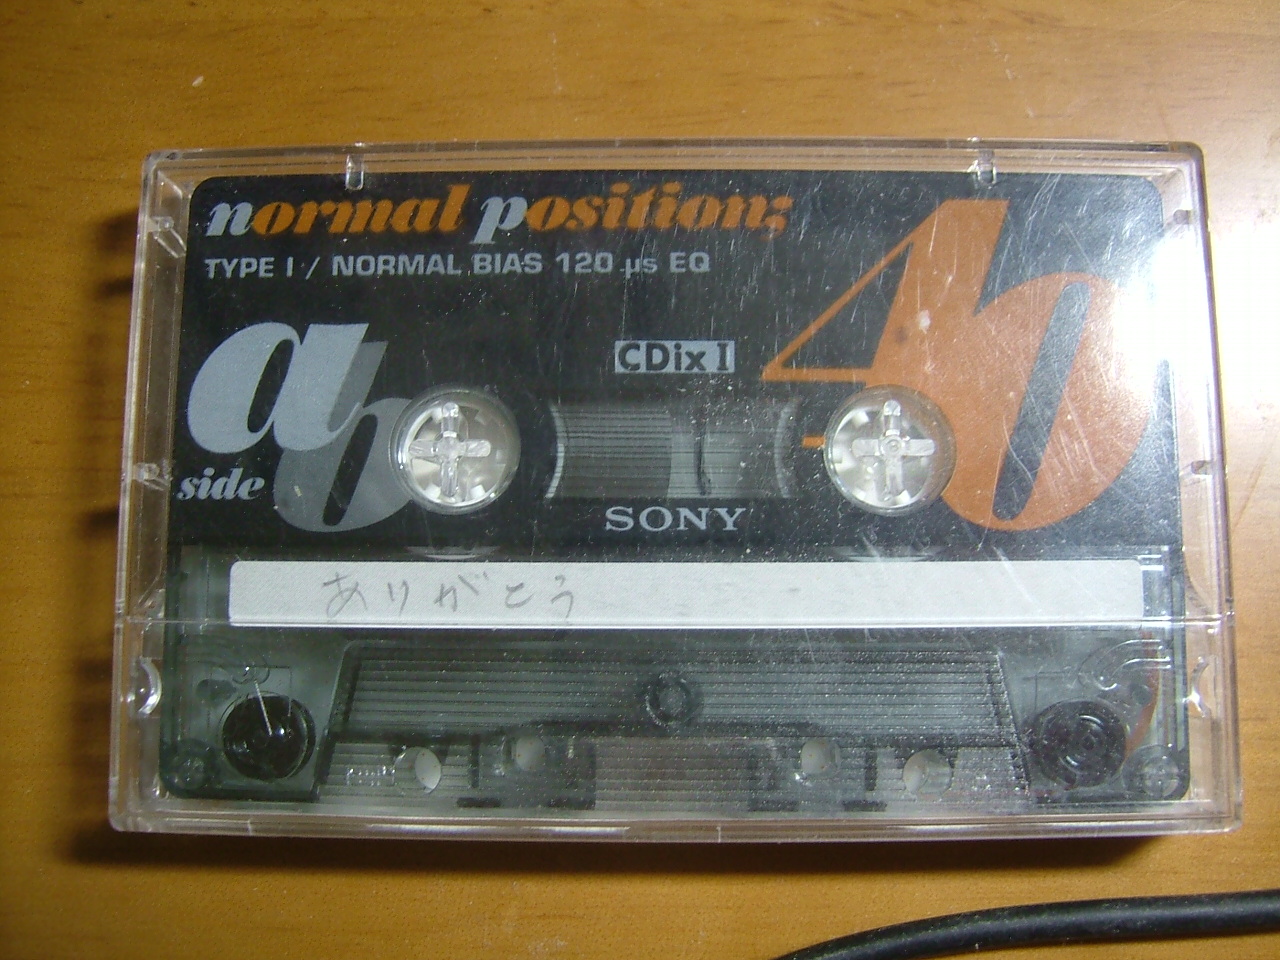 normal position;
TYPE I / NORMAL BIAS 120 µs EQ
a
b
side
CDix I
46
SONY
ありがとう